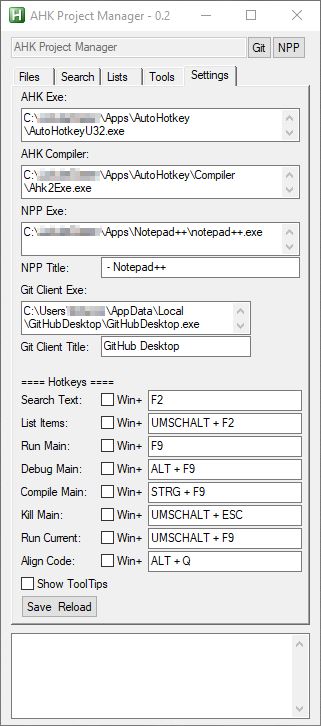 AHK Project Manager - 0.2
AHK Project Manager Git NPP
Files Search Lists Tools Settings
AHK Exe:
C:\ \Apps\AutoHotkey
\AutoHotkeyU32.exe
AHK Compiler:
C:\ \Apps\AutoHotkey\Compiler
\Ahk2Exe.exe
NPP Exe:
C:\ \Apps\Notepad++\notepad++.exe
NPP Title: - Notepad++
Git Client Exe:
C:\Users\ \AppData\Local
\GitHubDesktop\GitHubDesktop.exe
Git Client Title: GitHub Desktop
==== Hotkeys ====
Search Text: Win+ F2
List Items: Win+ UMSCHALT + F2
Run Main: Win+ F9
Debug Main: Win+ ALT + F9
Compile Main: Win+ STRG + F9
Kill Main: Win+ UMSCHALT + ESC
Run Current: Win+ UMSCHALT + F9
Align Code: Win+ ALT + Q
Show ToolTips
Save Reload